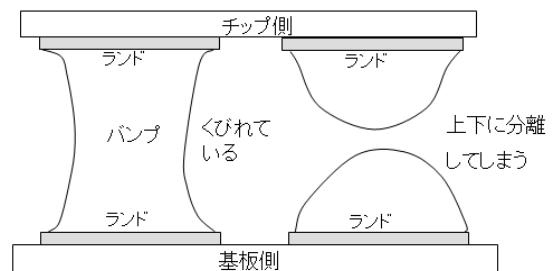 チップ側
ランド
ランド
バンプ
くびれて
いる
上下に分離
してしまう
ランド
ランド
基板側